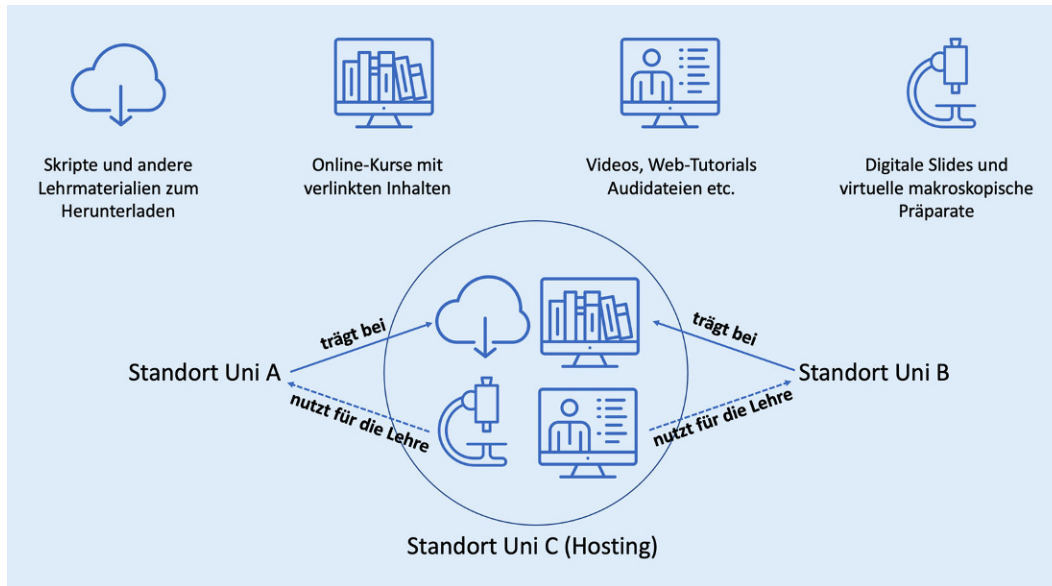 Skripte und andere
Lehrmaterialien zum
Herunterladen
Online-Kurse mit
verlinkten Inhalten
Videos, Web-Tutorials
Audidateien etc.
Digitale Slides und
virtuelle makroskopische
Präparate
trägt bei
trägt bei
Standort Uni A
Standort Uni B
nutzt für die Lehre
nutzt für die Lehre
Standort Uni C (Hosting)